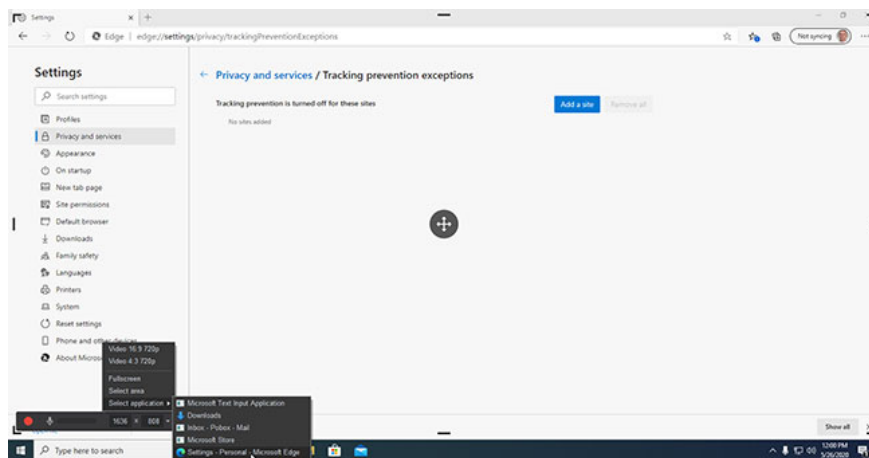 Settings
Edge | edge://settings/privacy/trackingPreventionExceptions
Not syncing
Settings
Privacy and services / Tracking prevention exceptions
Search settings
Tracking prevention is turned off for these sites
Add a site
Remove all
No sites added
Profiles
Privacy and services
Appearance
On startup
New tab page
Site permissions
Default browser
Downloads
Family safety
Languages
Printers
System
Reset settings
Phone and other devices
About Micros
Video 16:9 720p
Video 4:3 720p
Fullscreen
Select area
Select application
Microsoft Text Input Application
Downloads
Inbox - Pobox - Mail
Microsoft Store
Settings - Personal - Microsoft Edge
1636 × 808
Show all
Type here to search
12:00 PM
5/26/2020